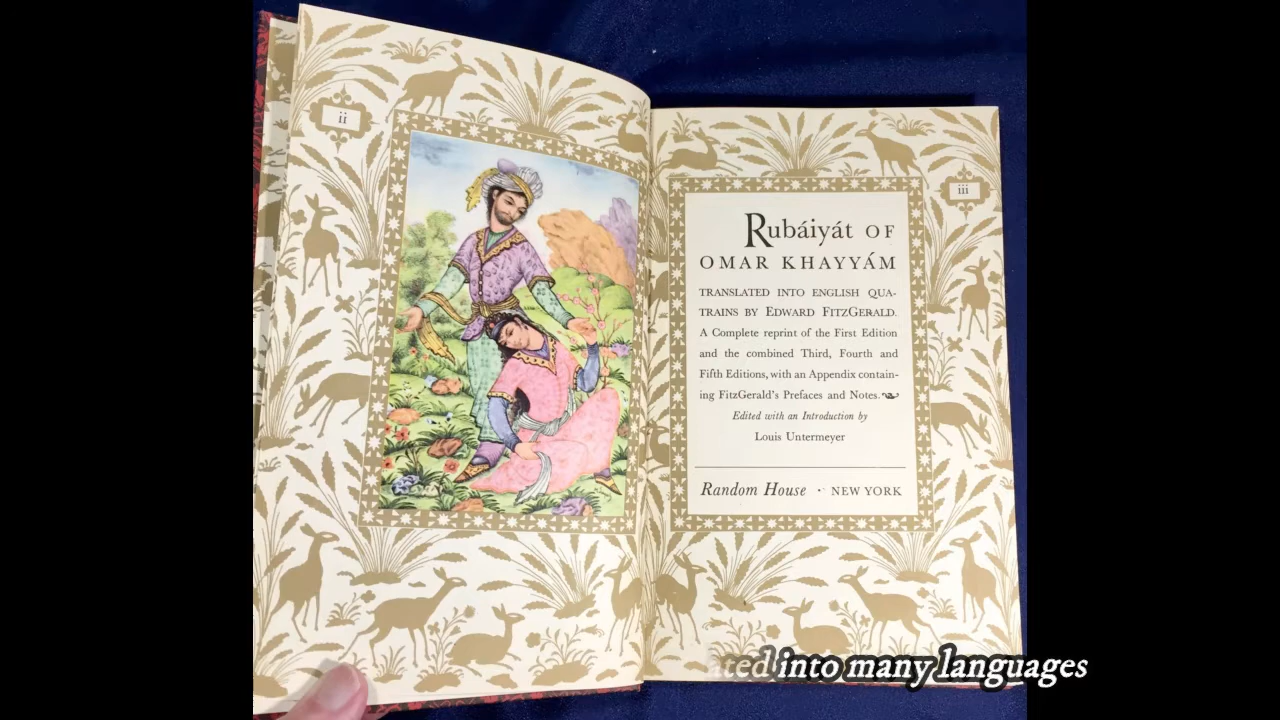 ii
iii
Rubáiyát OF
OMAR KHAYYÁM
TRANSLATED INTO ENGLISH QUA-
TRAINS BY EDWARD FITZGERALD.
A Complete reprint of the First Edition
and the combined Third, Fourth and
Fifth Editions, with an Appendix contain-
ing FitzGerald's Prefaces and Notes.
Edited with an Introduction by
Louis Untermeyer
Random House · NEW YORK
ated into many languages